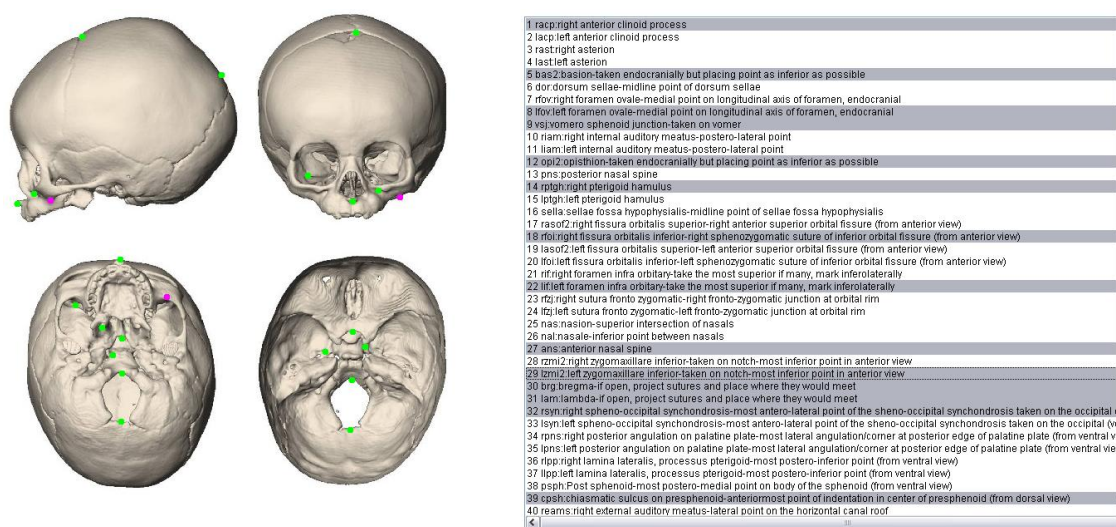 1 racp:right anterior clinoid process
2 lacp:left anterior clinoid process
3 rast:right asterion
4 last:left asterion
5 bas2:basion-taken endocranially but placing point as inferior as possible
6 dor:dorsum sellae-midline point of dorsum sellae
7 rfov:right foramen ovale-medial point on longitudinal axis of foramen, endocranial
8 lfov:left foramen ovale-medial point on longitudinal axis of foramen, endocranial
9 vsj:vomero sphenoid junction-taken on vomer
10 riam:right internal auditory meatus-postero-lateral point
11 liam:left internal auditory meatus-postero-lateral point
12 opi2:opisthion-taken endocranially but placing point as inferior as possible
13 pns:posterior nasal spine
14 rptgh:right pterigoid hamulus
15 lptgh:left pterigoid hamulus
16 sella:sellae fossa hypophysialis-midline point of sellae fossa hypophysialis
17 rasof2:right fissura orbitalis superior-right anterior superior orbital fissure (from anterior view)
18 rfoi:right fissura orbitalis inferior-right sphenozygomatic suture of inferior orbital fissure (from anterior view)
19 lasof2:left fissura orbitalis superior-left anterior superior orbital fissure (from anterior view)
20 lfoi:left fissura orbitalis inferior-left sphenozygomatic suture of inferior orbital fissure (from anterior view)
21 rif:right foramen infra orbitary-take the most superior if many, mark inferolaterally
22 lif:left foramen infra orbitary-take the most superior if many, mark inferolaterally
23 rfzj:right sutura fronto zygomatic-right fronto-zygomatic junction at orbital rim
24 lfzj:left sutura fronto zygomatic-left fronto-zygomatic junction at orbital rim
25 nas:nasion-superior intersection of nasals
26 nal:nasale-inferior point between nasals
27 ans:anterior nasal spine
28 rzmi2:right zygomaxillare inferior-taken on notch-most inferior point in anterior view
29 lzmi2:left zygomaxillare inferior-taken on notch-most inferior point in anterior view
30 brg:bregma-if open, project sutures and place where they would meet
31 lam:lambda-if open, project sutures and place where they would meet
32 rsyn:right spheno-occipital synchondrosis-most antero-lateral point of the sheno-occipital synchondrosis taken on the occipital
33 lsyn:left spheno-occipital synchondrosis-most antero-lateral point of the sheno-occipital synchondrosis taken on the occipital
34 rpns:right posterior angulation on palatine plate-most lateral angulation/corner at posterior edge of palatine plate (from ventral
35 lpns:left posterior angulation on palatine plate-most lateral angulation/corner at posterior edge of palatine plate (from ventral
36 rlpp:right lamina lateralis, processus pterigoid-most postero-inferior point (from ventral view)
37 llpp:left lamina lateralis, processus pterigoid-most postero-inferior point (from ventral view)
38 psph:Post sphenoid-most postero-medial point on body of the sphenoid (from ventral view)
39 cpsh:chiasmatic sulcus on presphenoid-anteriormost point of indentation in center of presphenoid (from dorsal view)
40 reams:right external auditory meatus-lateral point on the horizontal canal roof